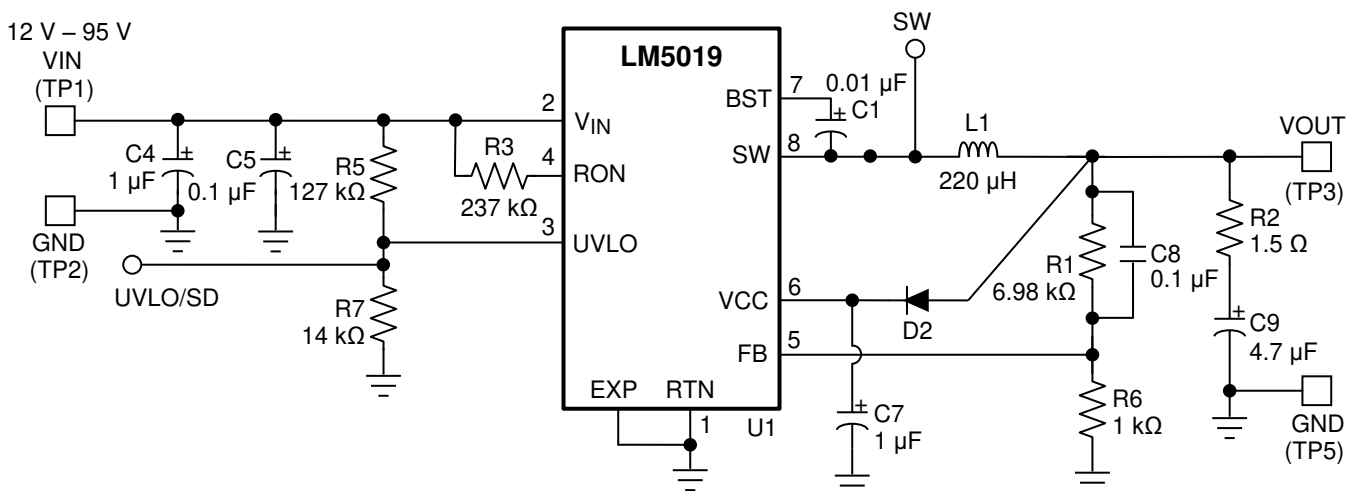 12 V – 95 V
VIN
(TP1)
GND
(TP2)
UVLO/SD
C4
1 µF
C5
0.1 µF
R5
127 kΩ
R7
14 kΩ
R3
237 kΩ
2
4
3
LM5019
VIN
RON
UVLO
BST
SW
VCC
FB
EXP
RTN
1
U1
7
8
6
5
0.01 µF
C1
SW
L1
220 µH
D2
C7
1 µF
R1
6.98 kΩ
C8
0.1 µF
R6
1 kΩ
R2
1.5 Ω
C9
4.7 µF
VOUT
(TP3)
GND
(TP5)
+
+
+
+
+